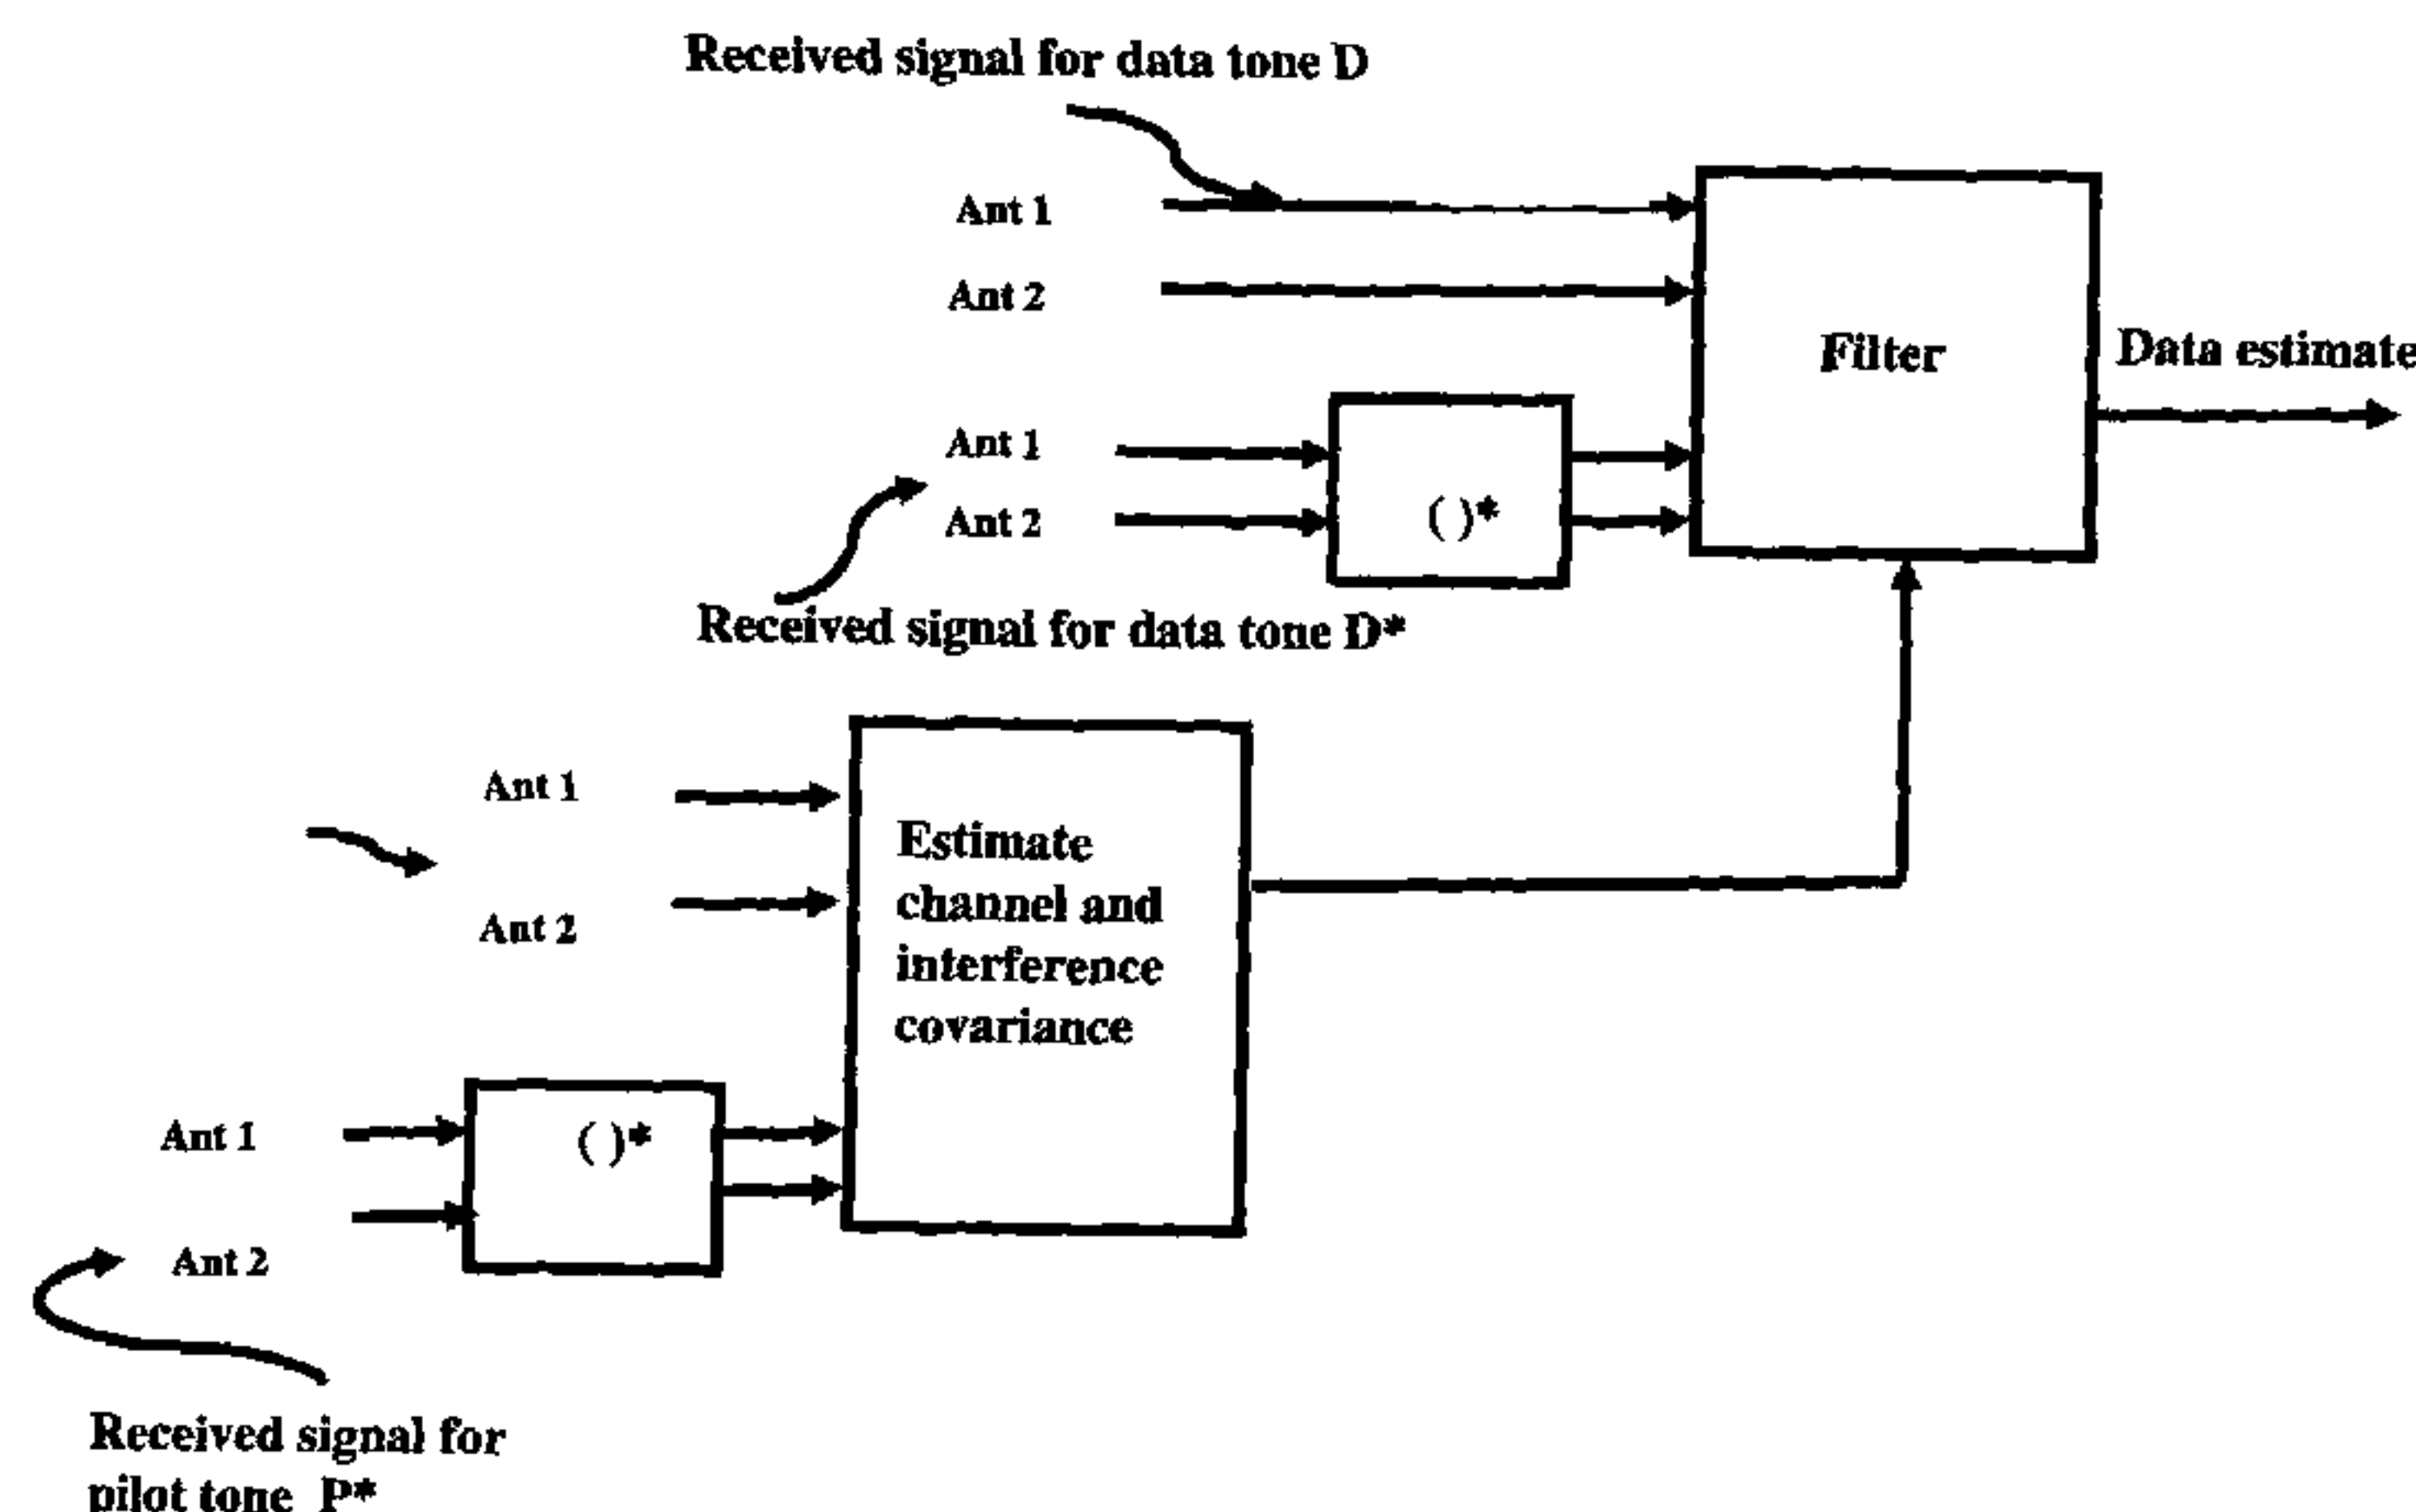 Received signal for data tone D
Ant 1
Ant 2
Filter
Data estimate
Ant 1
Ant 2
( )*
Received signal for data tone D*
Ant 1
Ant 2
Estimate
channel and
interference
covariance
Ant 1
( )*
Ant 2
Received signal for
pilot tone P*